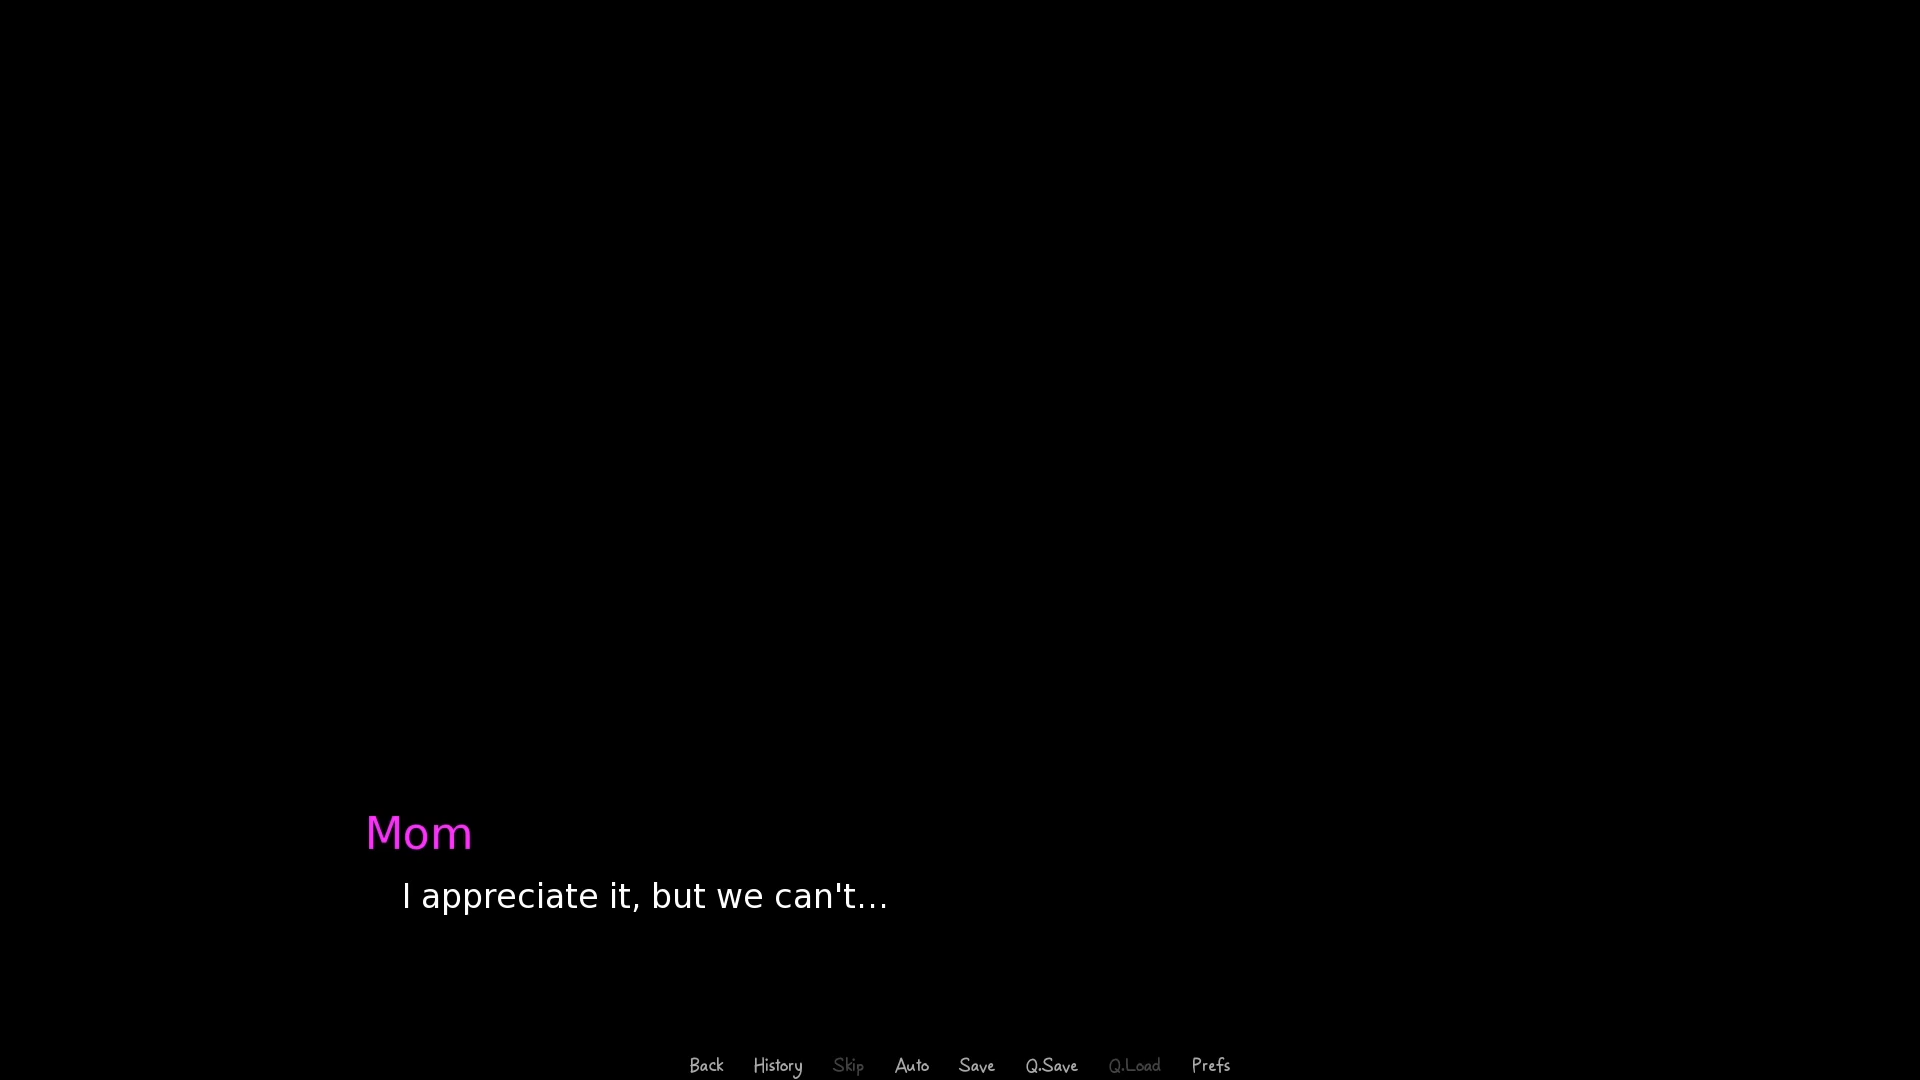 Mom
I appreciate it, but we can't...
Back History Skip Auto Save Q.Save Q.Load Prefs